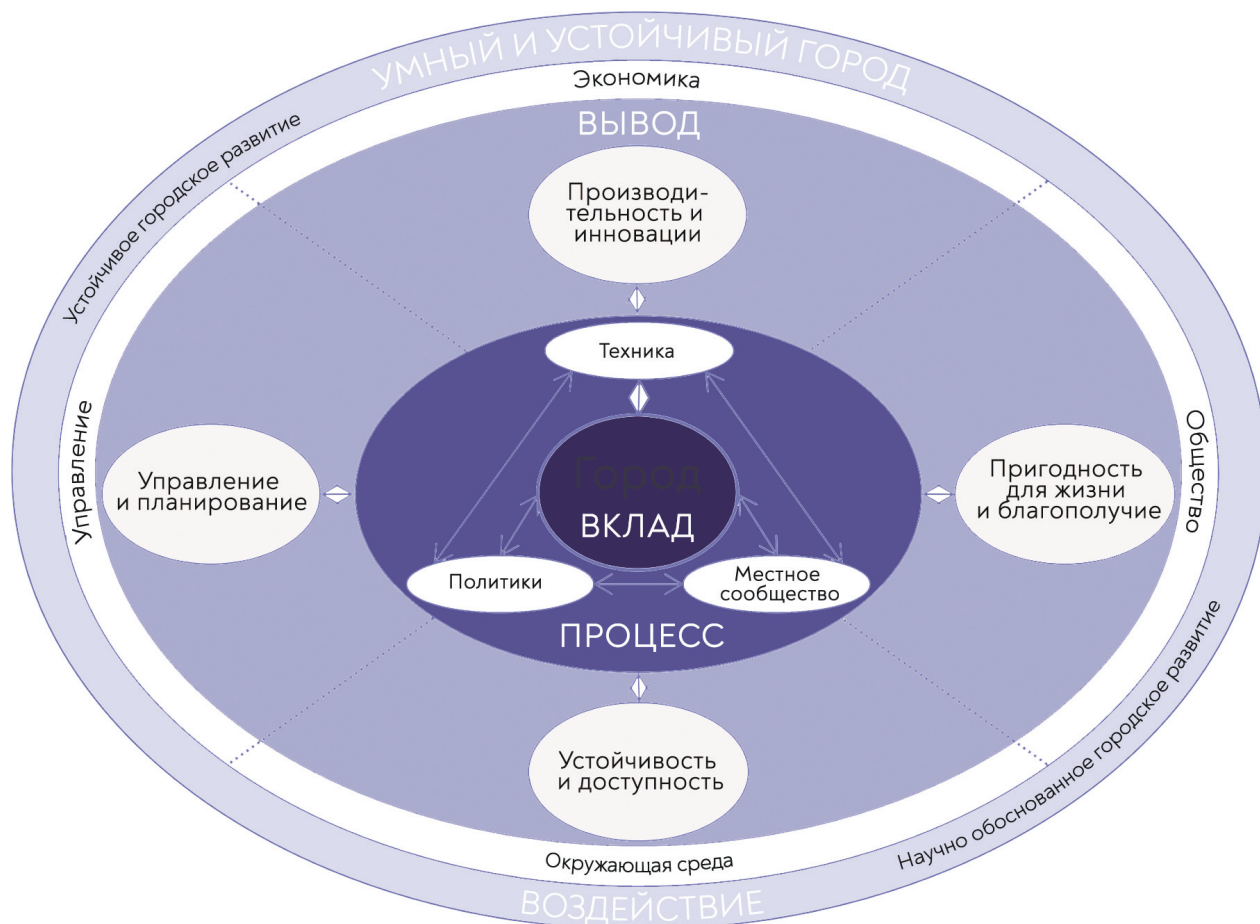 УМНЫЙ И УСТОЙЧИВЫЙ ГОРОД
Экономика
ВЫВОД
Устойчивое городское развитие
Производи-
тельность и
инновации
Техника
Управление
Управление
и планирование
Город
ВКЛАД
Пригодность
для жизни
и благополучие
Общество
Политики
Местное
сообщество
ПРОЦЕСС
Устойчивость
и доступность
Научно обоснованное городское развитие
Окружающая среда
ВОЗДЕЙСТВИЕ